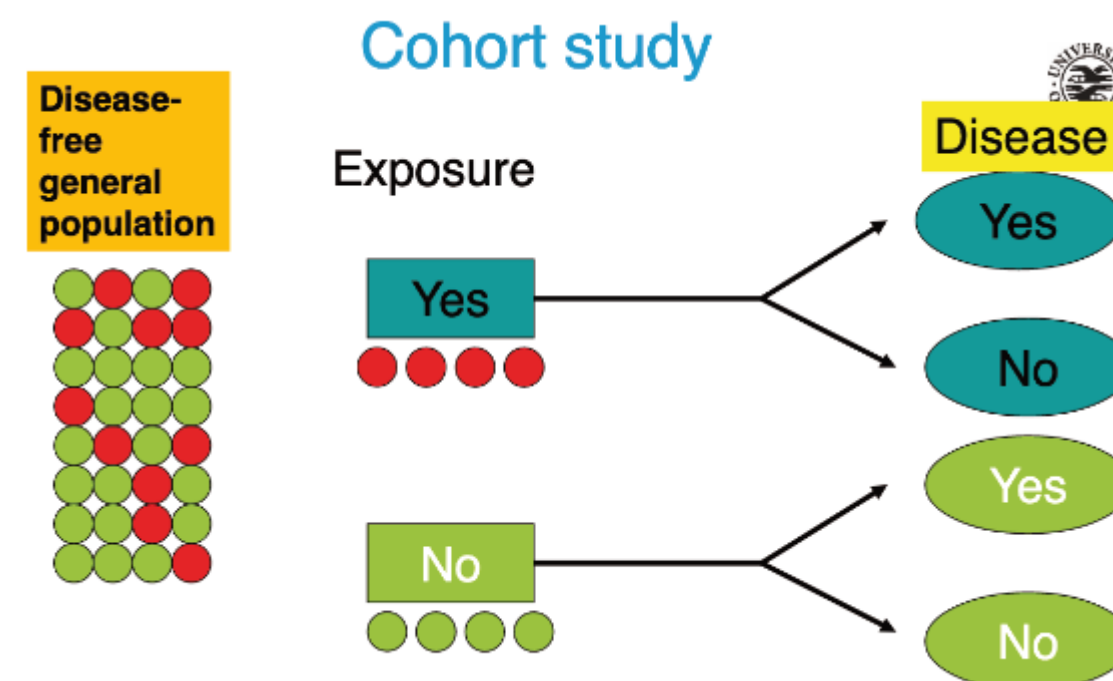 Cohort study
Disease-
free
general
population
Exposure
Disease
Yes
Yes
No
Yes
No
No